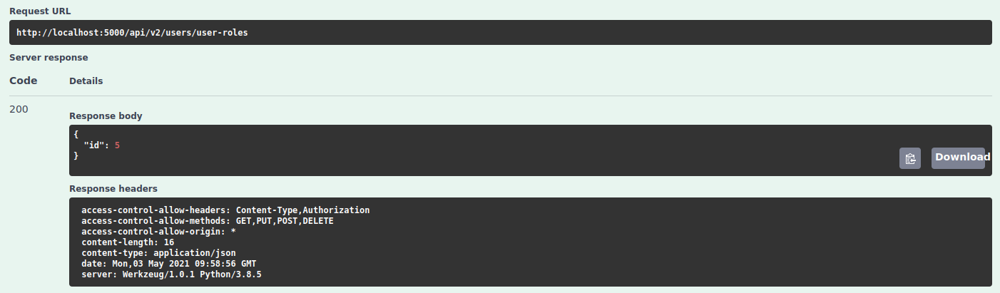 Request URL
http://localhost:5000/api/v2/users/user-roles
Server response
Code Details
200
Response body
{
  "id": 5
}
Download
Response headers
access-control-allow-headers: Content-Type,Authorization
access-control-allow-methods: GET,PUT,POST,DELETE
access-control-allow-origin: *
content-length: 16
content-type: application/json
date: Mon,03 May 2021 09:58:56 GMT
server: Werkzeug/1.0.1 Python/3.8.5